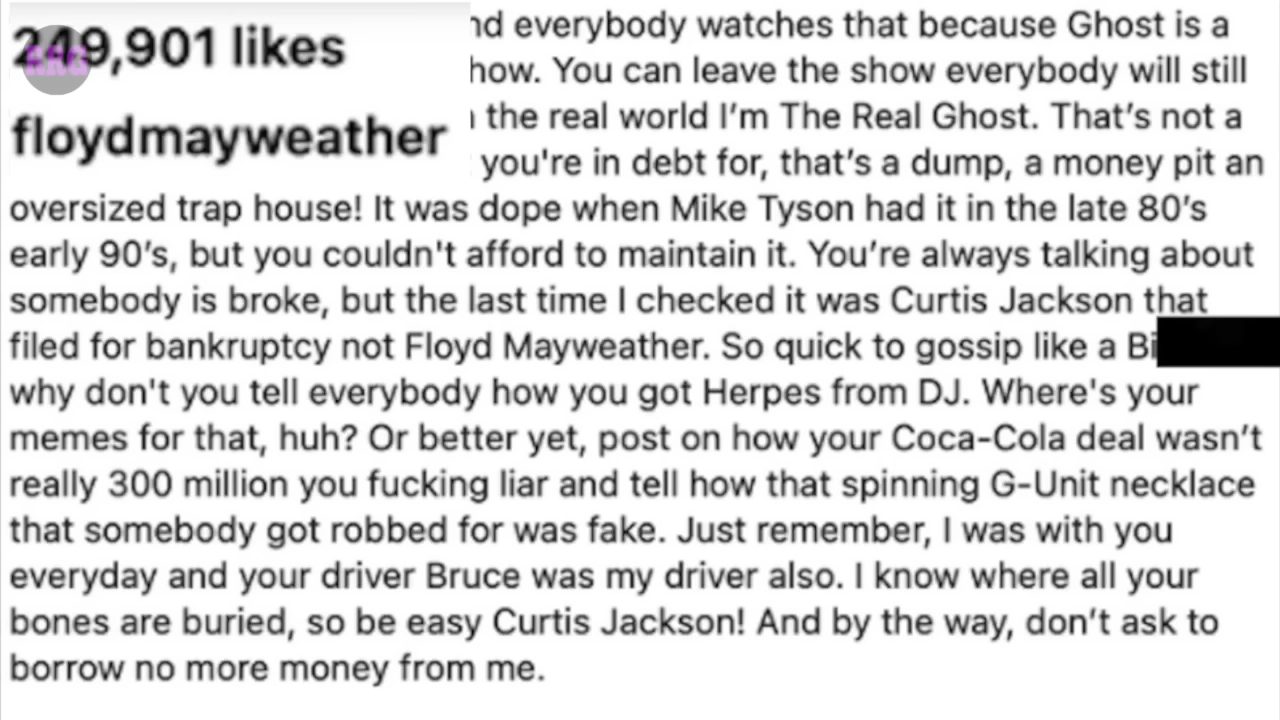 249,901 likes
floydmayweather
nd everybody watches that because Ghost is a
how. You can leave the show everybody will still
the real world I’m The Real Ghost. That’s not a
you're in debt for, that’s a dump, a money pit an
oversized trap house! It was dope when Mike Tyson had it in the late 80’s
early 90’s, but you couldn't afford to maintain it. You’re always talking about
somebody is broke, but the last time I checked it was Curtis Jackson that
filed for bankruptcy not Floyd Mayweather. So quick to gossip like a Bi
why don't you tell everybody how you got Herpes from DJ. Where's your
memes for that, huh? Or better yet, post on how your Coca-Cola deal wasn’t
really 300 million you fucking liar and tell how that spinning G-Unit necklace
that somebody got robbed for was fake. Just remember, I was with you
everyday and your driver Bruce was my driver also. I know where all your
bones are buried, so be easy Curtis Jackson! And by the way, don’t ask to
borrow no more money from me.